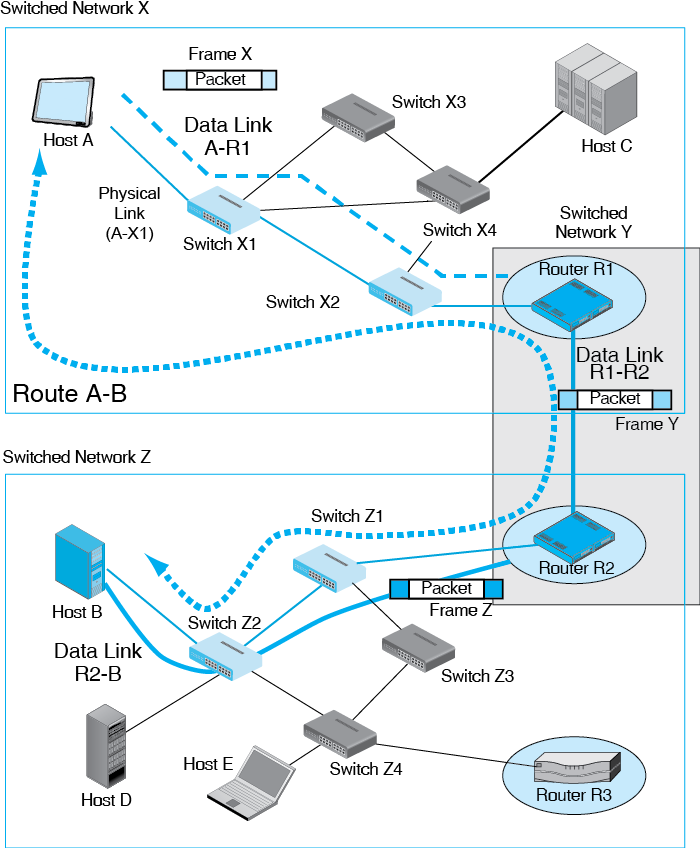 Switched Network X
Frame X
Packet
Switch X3
Host A
Data Link
A-R1
Host C
Physical
Link
(A-X1)
Switch X1
Switch X4
Switched
Network Y
Router R1
Switch X2
Data Link
R1-R2
Route A-B
Packet
Frame Y
Switched Network Z
Switch Z1
Router R2
Packet
Frame Z
Host B
Switch Z2
Data Link
R2-B
Switch Z3
Host E
Switch Z4
Host D
Router R3